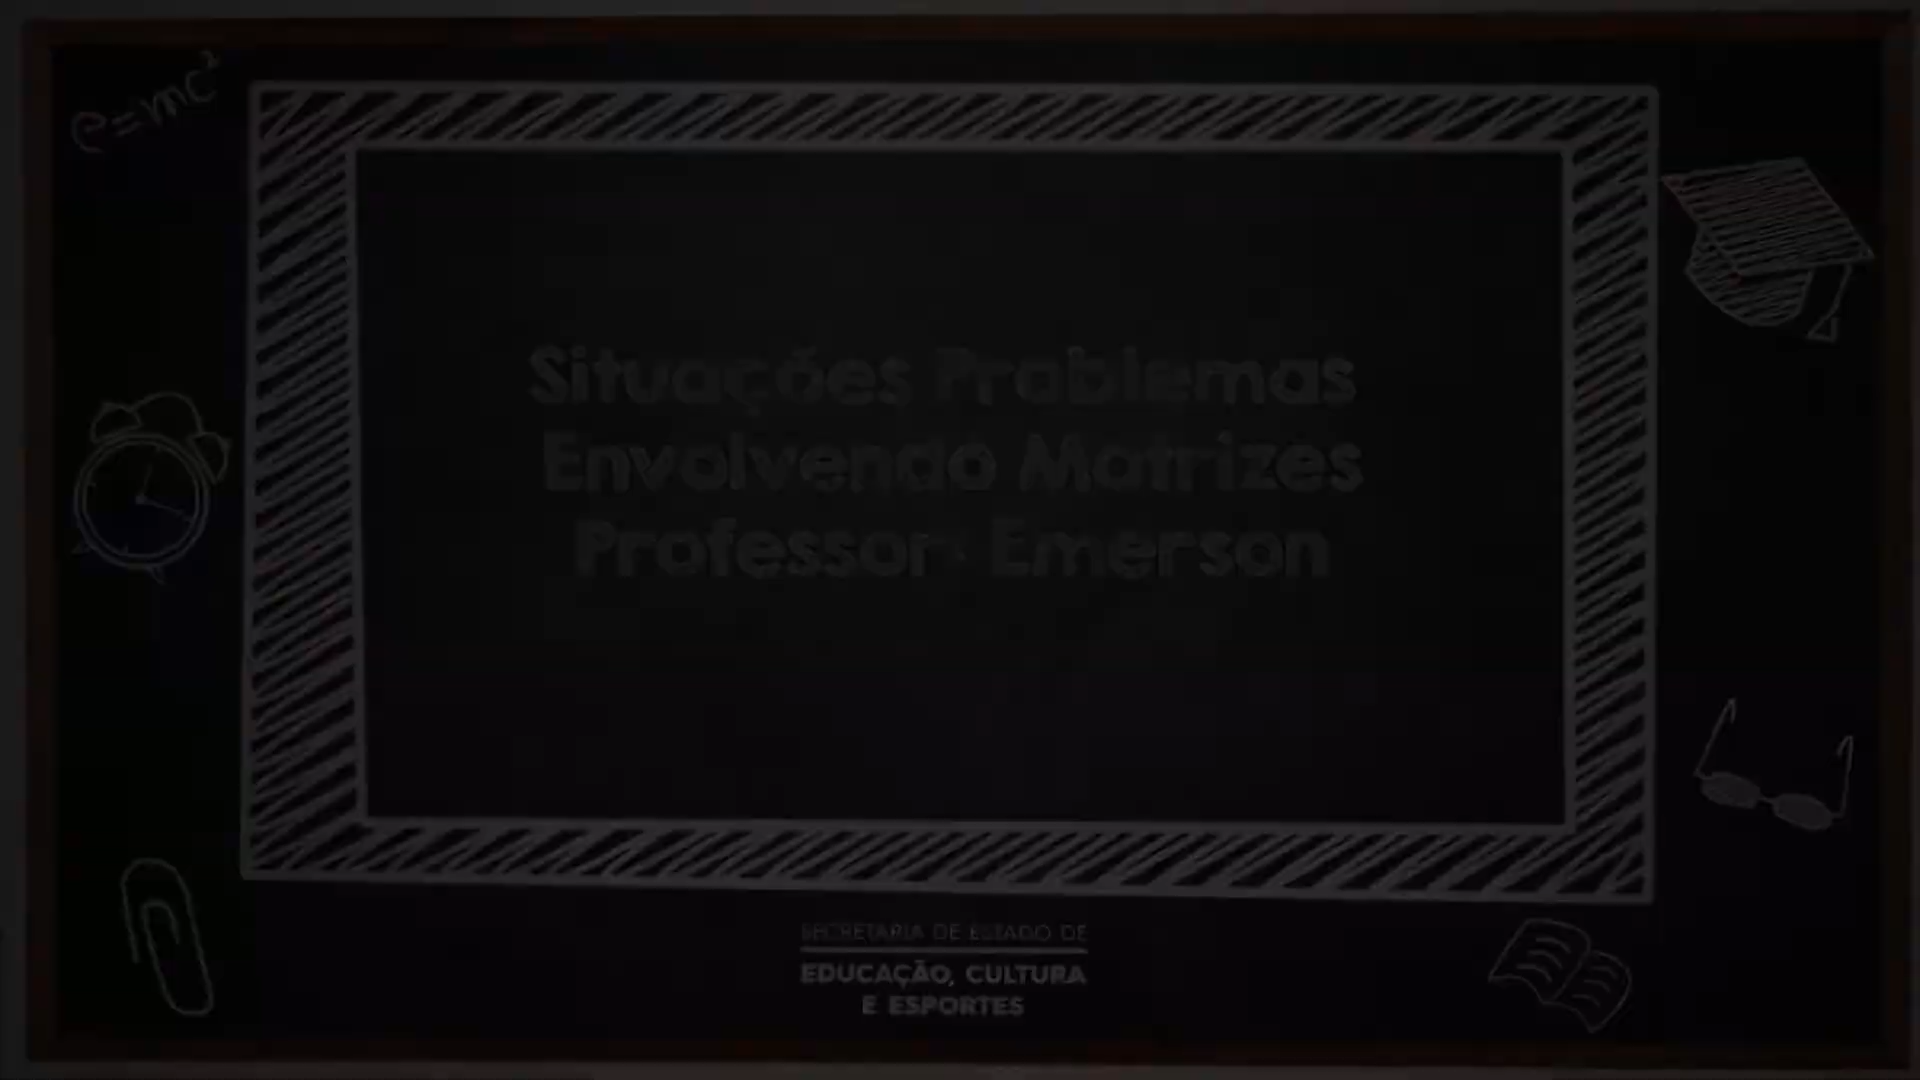 e=mc²
Situações Problemas
Envolvendo Matrizes
Professor: Emerson
SECRETARIA DE ESTADO DE
EDUCAÇÃO, CULTURA
E ESPORTES